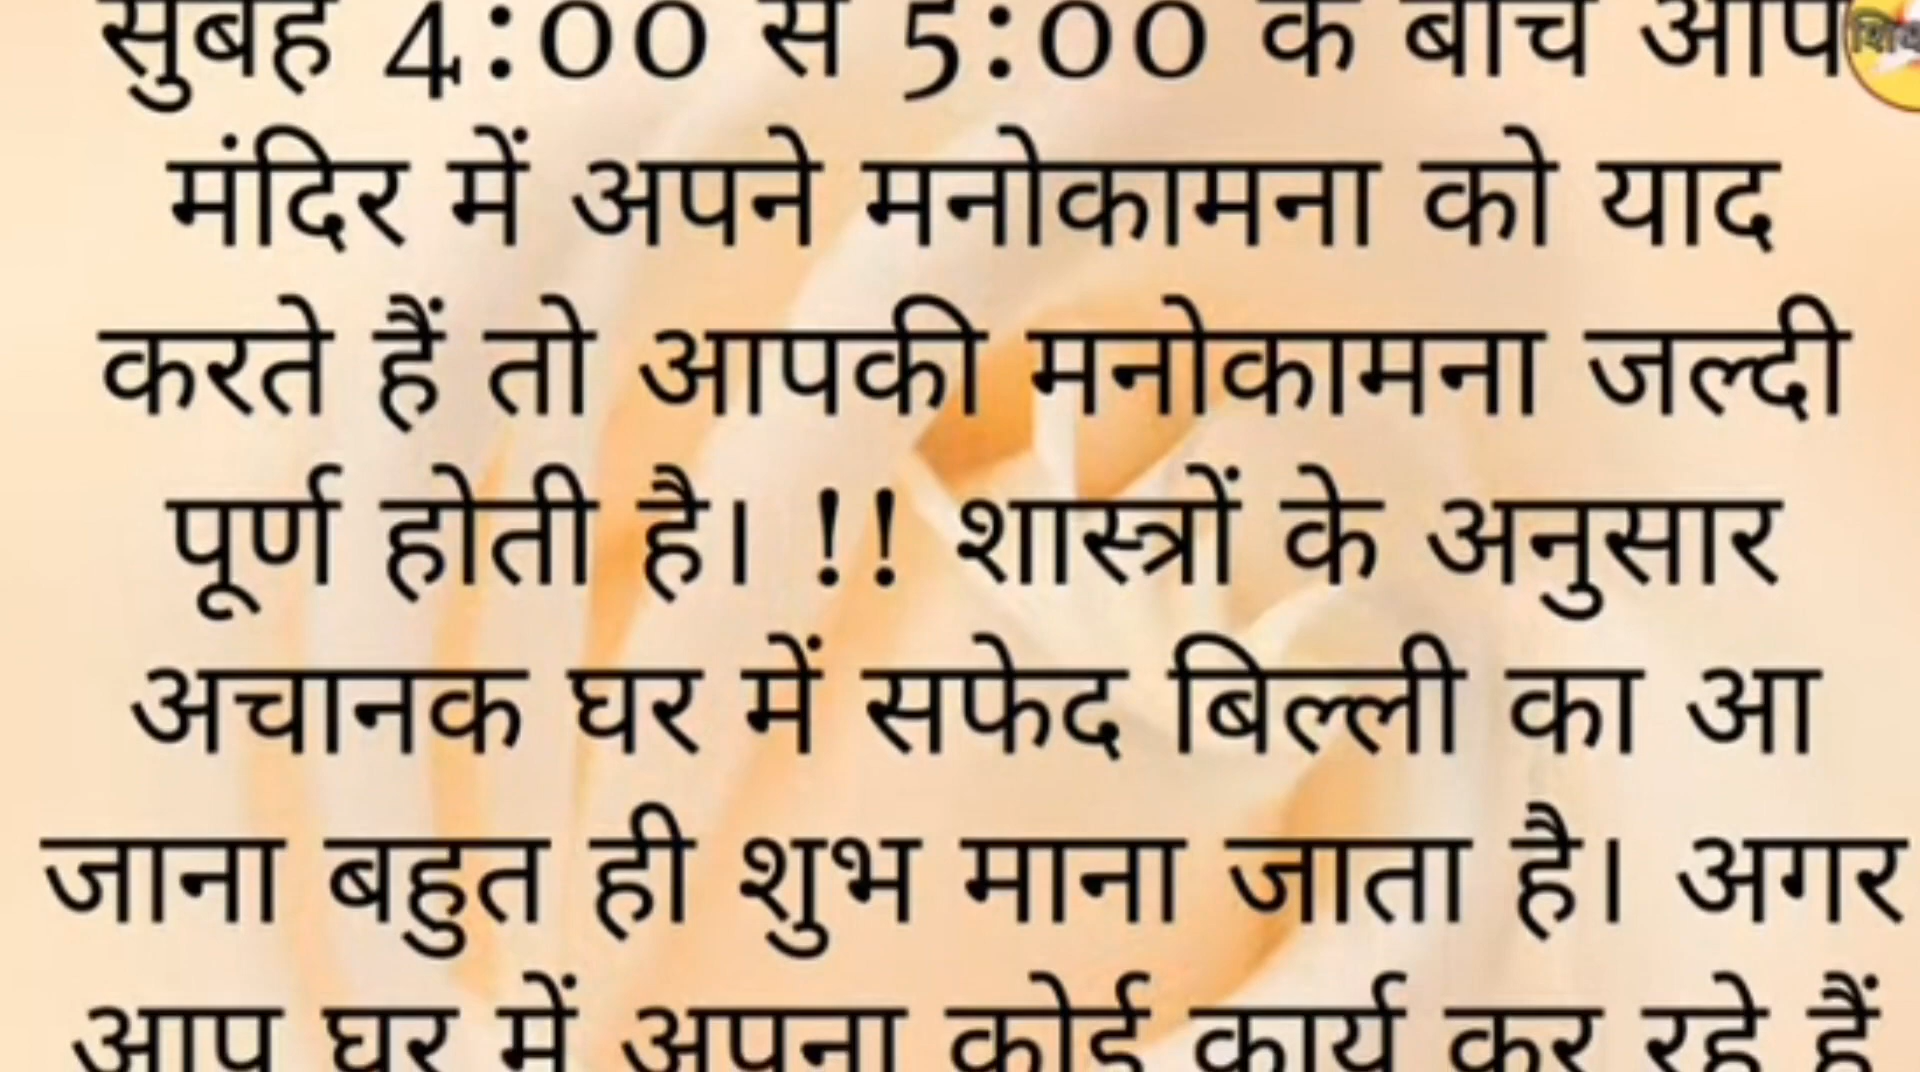 सुबह 4:00 से 5:00 के बीच आप
मंदिर में अपने मनोकामना को याद
करते हैं तो आपकी मनोकामना जल्दी
पूर्ण होती है। !! शास्त्रों के अनुसार
अचानक घर में सफेद बिल्ली का आ
जाना बहुत ही शुभ माना जाता है। अगर
आप घर में अपना कोई कार्य कर रहे हैं